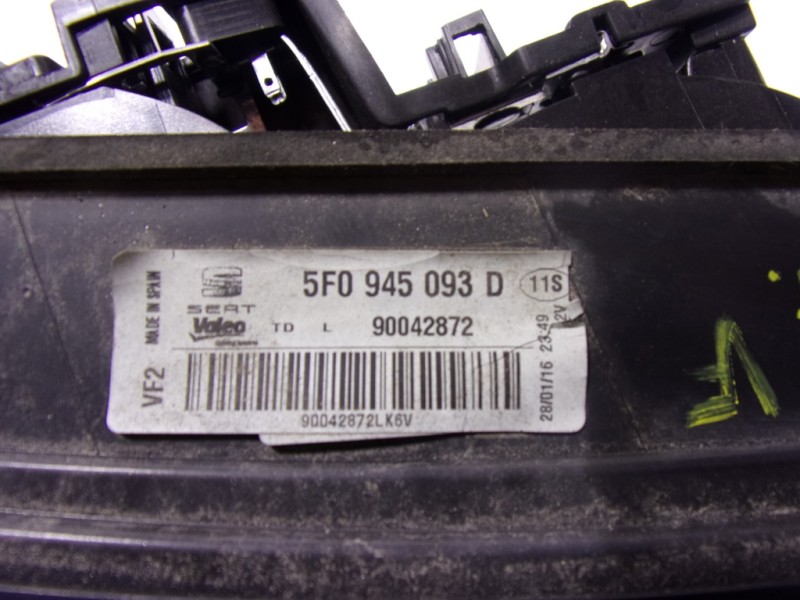 MADE IN SPAIN
VF2
SEAT
Valeo
TD L
5F0 945 093 D
11S
90042872
90042872LK6V
28/01/16 23:49
12V